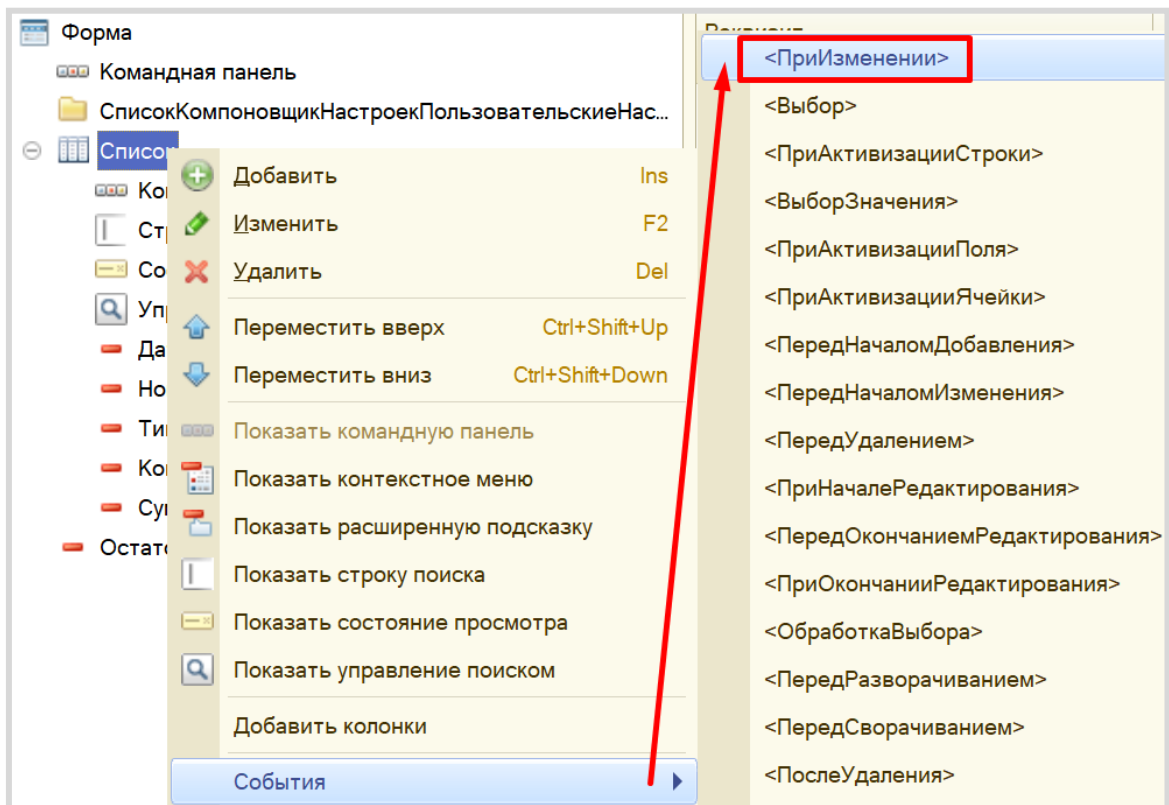 Форма
Командная панель
СписокКомпоновщикНастроекПользовательскиеНас...
Список
Добавить Ins
Изменить F2
Удалить Del
Переместить вверх Ctrl+Shift+Up
Переместить вниз Ctrl+Shift+Down
Показать командную панель
Показать контекстное меню
Показать расширенную подсказку
Показать строку поиска
Показать состояние просмотра
Показать управление поиском
Добавить колонки
События
<ПриИзменении>
<Выбор>
<ПриАктивизацииСтроки>
<ВыборЗначения>
<ПриАктивизацииПоля>
<ПриАктивизацииЯчейки>
<ПередНачаломДобавления>
<ПередНачаломИзменения>
<ПередУдалением>
<ПриНачалеРедактирования>
<ПередОкончаниемРедактирования>
<ПриОкончанииРедактирования>
<ОбработкаВыбора>
<ПередРазворачиванием>
<ПередСворачиванием>
<ПослеУдаления>